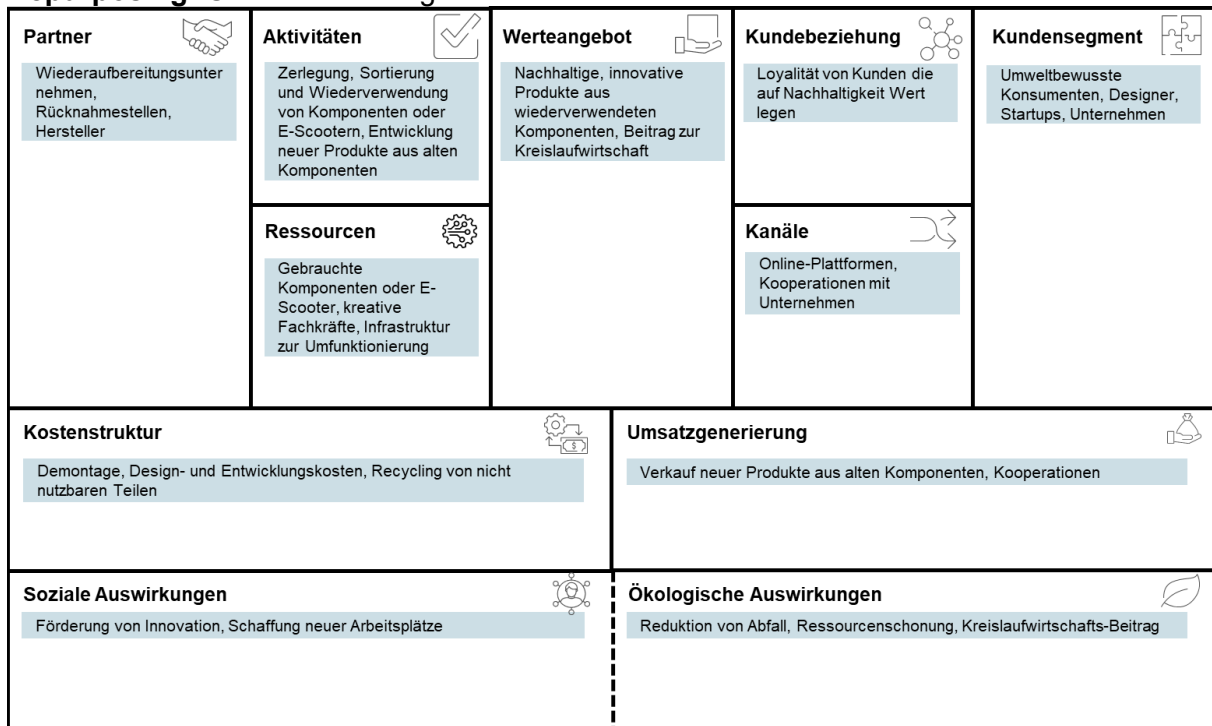 Partner
Wiederaufbereitungsunter
nehmen,
Rücknahmestellen,
Hersteller
Aktivitäten
Zerlegung, Sortierung
und Wiederverwendung
von Komponenten oder
E-Scootern, Entwicklung
neuer Produkte aus alten
Komponenten
Ressourcen
Gebrauchte
Komponenten oder E-
Scooter, kreative
Fachkräfte, Infrastruktur
zur Umfunktionierung
Werteangebot
Nachhaltige, innovative
Produkte aus
wiederverwendeten
Komponenten, Beitrag zur
Kreislaufwirtschaft
Kundebeziehung
Loyalität von Kunden die
auf Nachhaltigkeit Wert
legen
Kanäle
Online-Plattformen,
Kooperationen mit
Unternehmen
Kundensegment
Umweltbewusste
Konsumenten, Designer,
Startups, Unternehmen
Kostenstruktur
Demontage, Design- und Entwicklungskosten, Recycling von nicht
nutzbaren Teilen
Umsatzgenerierung
Verkauf neuer Produkte aus alten Komponenten, Kooperationen
Soziale Auswirkungen
Förderung von Innovation, Schaffung neuer Arbeitsplätze
Ökologische Auswirkungen
Reduktion von Abfall, Ressourcenschonung, Kreislaufwirtschafts-Beitrag